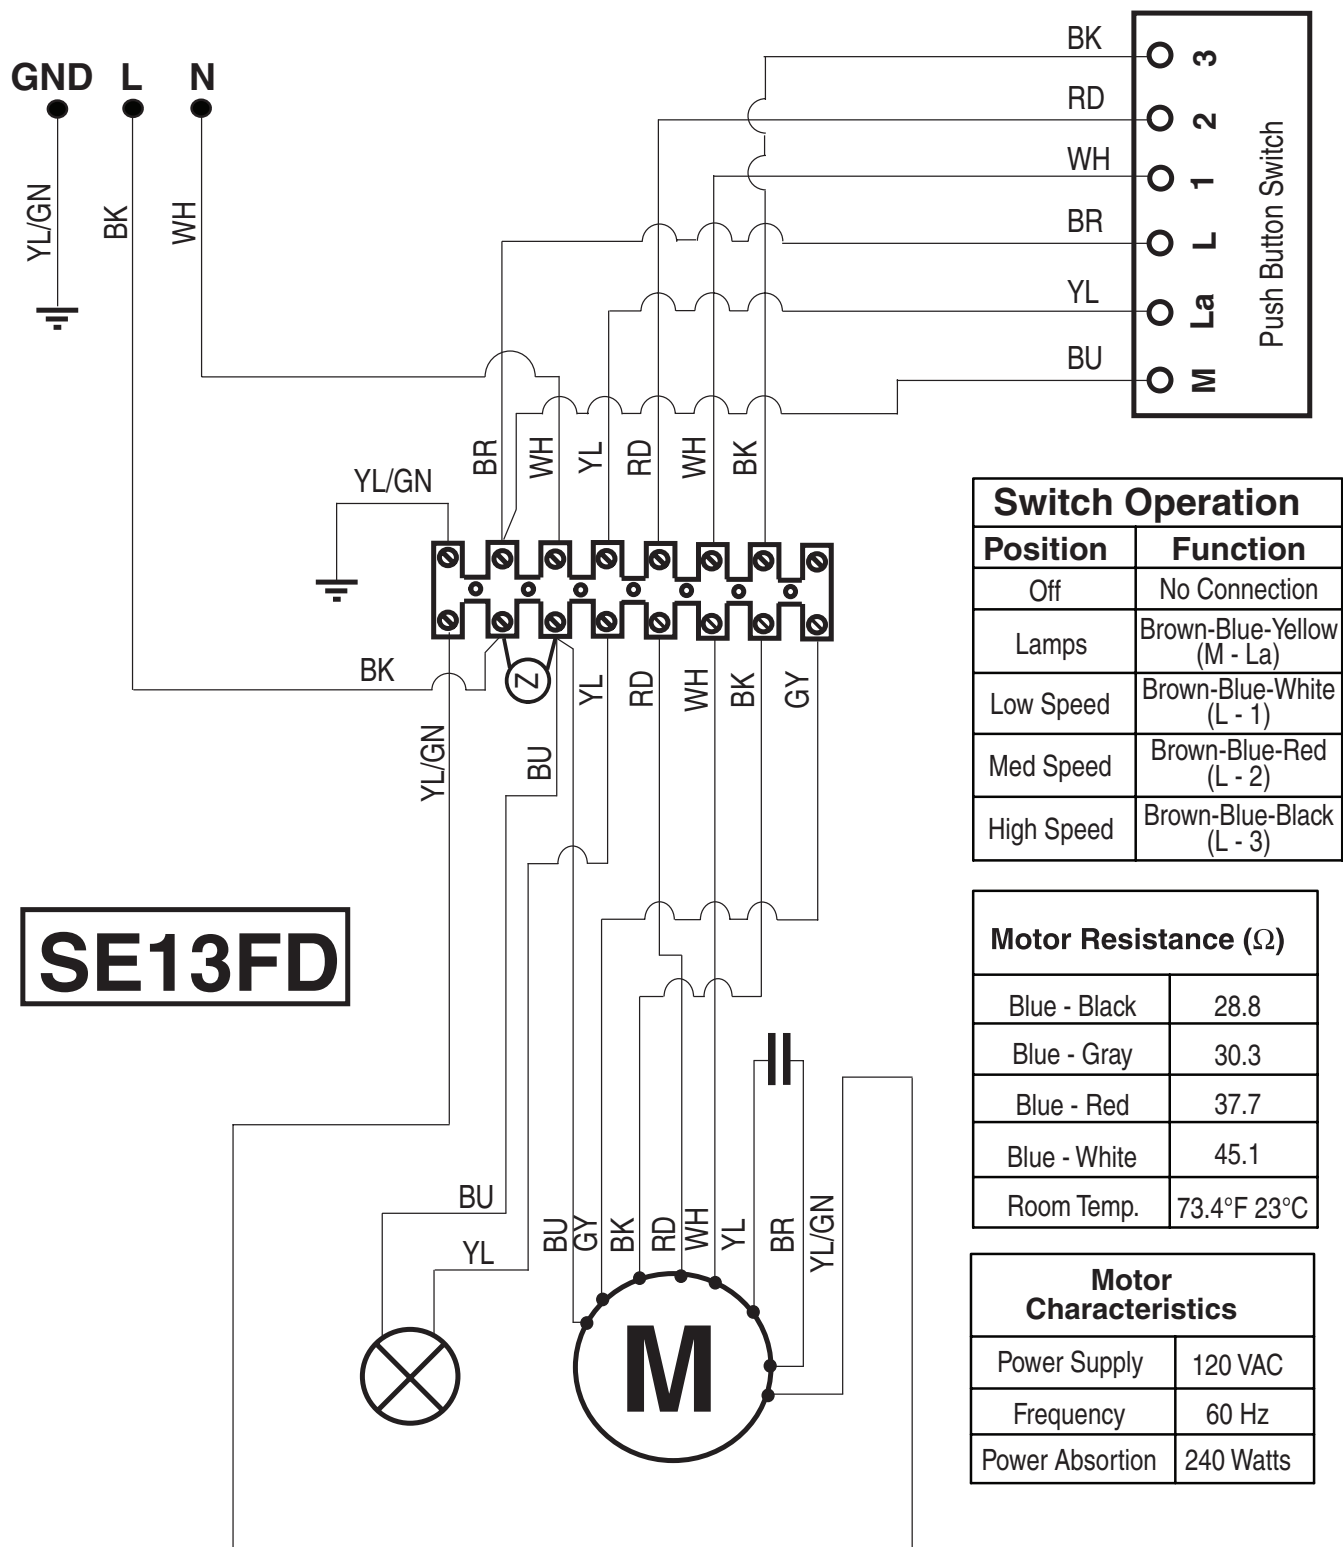 GND L N
YL/GN
BK
WH
BK
RD
WH
BR
YL
BU
3
2
1
L
La
M
Push Button Switch
BR
WH
YL
RD
WH
BK
YL/GN
BK
Z
YL
RD
WH
BK
GY
YL/GN
BU
SE13FD
BU
YL
BU
GY
BK
RD
WH
YL
BR
YL/GN
M
Switch Operation
Position Function
Off No Connection
Lamps Brown-Blue-Yellow
(M - La)
Low Speed Brown-Blue-White
(L - 1)
Med Speed Brown-Blue-Red
(L - 2)
High Speed Brown-Blue-Black
(L - 3)
Motor Resistance (Ω)
Blue - Black 28.8
Blue - Gray 30.3
Blue - Red 37.7
Blue - White 45.1
Room Temp. 73.4°F 23°C
Motor
Characteristics
Power Supply 120 VAC
Frequency 60 Hz
Power Absortion 240 Watts